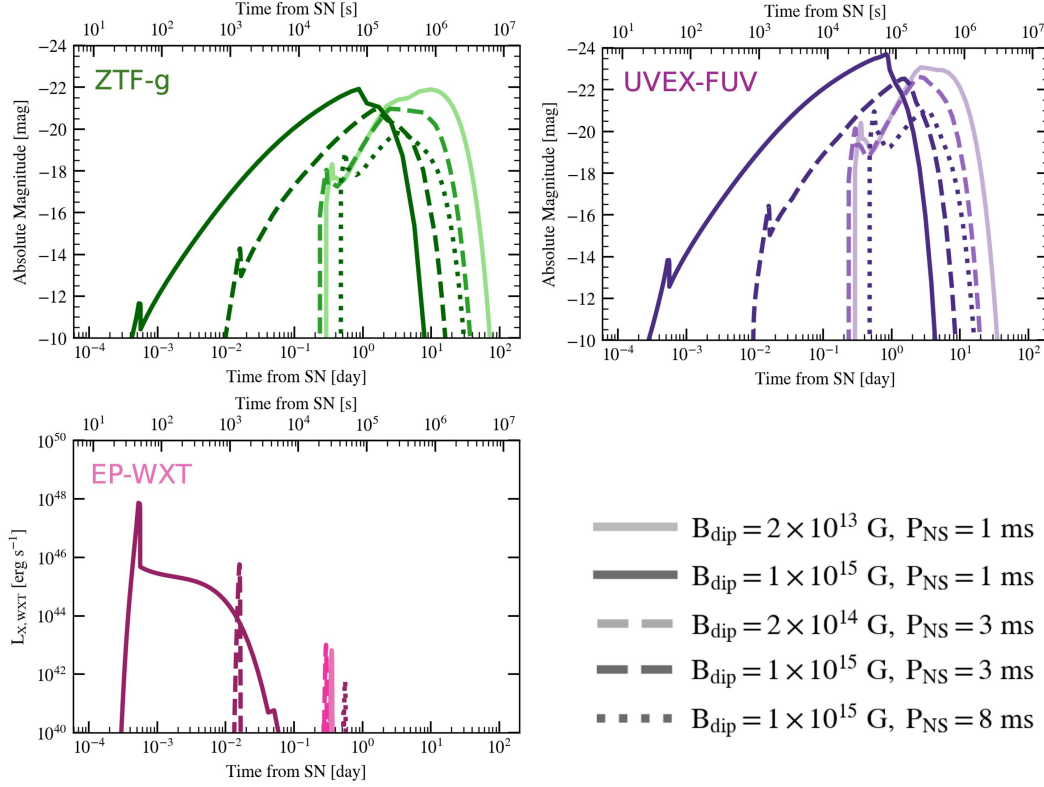 Time from SN [s]
10¹ 10² 10³ 10⁴ 10⁵ 10⁶ 10⁷
ZTF-g
Absolute Magnitude [mag]
−24
−22
−20
−18
−16
−14
−12
−10
10⁻⁴ 10⁻³ 10⁻² 10⁻¹ 10⁰ 10¹ 10²
Time from SN [day]
Time from SN [s]
10¹ 10² 10³ 10⁴ 10⁵ 10⁶ 10⁷
UVEX-FUV
Absolute Magnitude [mag]
−24
−22
−20
−18
−16
−14
−12
−10
10⁻⁴ 10⁻³ 10⁻² 10⁻¹ 10⁰ 10¹ 10²
Time from SN [day]
Time from SN [s]
10¹ 10² 10³ 10⁴ 10⁵ 10⁶ 10⁷
EP-WXT
L_X,WXT [erg s⁻¹]
10⁵⁰
10⁴⁸
10⁴⁶
10⁴⁴
10⁴²
10⁴⁰
10⁻⁴ 10⁻³ 10⁻² 10⁻¹ 10⁰ 10¹ 10²
Time from SN [day]
B_dip = 2 × 10¹³ G, P_NS = 1 ms
B_dip = 1 × 10¹⁵ G, P_NS = 1 ms
B_dip = 2 × 10¹⁴ G, P_NS = 3 ms
B_dip = 1 × 10¹⁵ G, P_NS = 3 ms
B_dip = 1 × 10¹⁵ G, P_NS = 8 ms